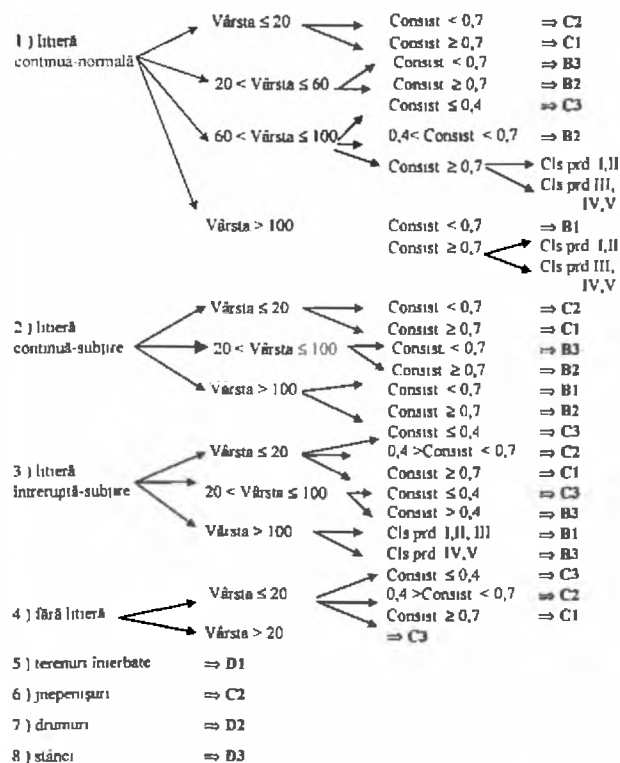 Vârsta ≤ 20 Consist < 0,7 ⇒ C2
1 ) litieră Consist ≥ 0,7 ⇒ C1
continuă-normală Consist < 0,7 ⇒ B3
20 < Vârsta ≤ 60 Consist ≥ 0,7 ⇒ B2
Consist ≤ 0,4 ⇒ C3
60 < Vârsta ≤ 100 0,4< Consist < 0,7 ⇒ B2
Consist ≥ 0,7 Cls prd I,II
Cls prd III,
IV,V
Vârsta > 100 Consist < 0,7 ⇒ B1
Consist ≥ 0,7 Cls prd I,II
Cls prd III,
IV,V
Vârsta ≤ 20 Consist < 0,7 ⇒ C2
2 ) litieră Consist ≥ 0,7 ⇒ C1
continuă-subțire 20 < Vârsta ≤ 100 Consist. < 0,7 ⇒ B3
Consist ≥ 0,7 ⇒ B2
Vârsta > 100 Consist < 0,7 ⇒ B1
Consist ≥ 0,7 ⇒ B2
Consist ≤ 0,4 ⇒ C3
Vârsta ≤ 20 0,4 >Consist < 0,7 ⇒ C2
3 ) litieră Consist ≥ 0,7 ⇒ C1
întreruptă-subțire 20 < Vârsta ≤ 100 Consist ≤ 0,4 ⇒ C3
Consist > 0,4 ⇒ B3
Vârsta > 100 Cls prd I,II, III ⇒ B1
Cls prd IV,V ⇒ B3
Consist ≤ 0,4 ⇒ C3
Vârsta ≤ 20 0,4 >Consist < 0,7 ⇒ C2
4 ) fără litieră Consist ≥ 0,7 ⇒ C1
Vârsta > 20 ⇒ C3
5 ) terenuri înierbate ⇒ D1
6 ) jnepenișuri ⇒ C2
7 ) drumuri ⇒ D2
8 ) stânci ⇒ D3